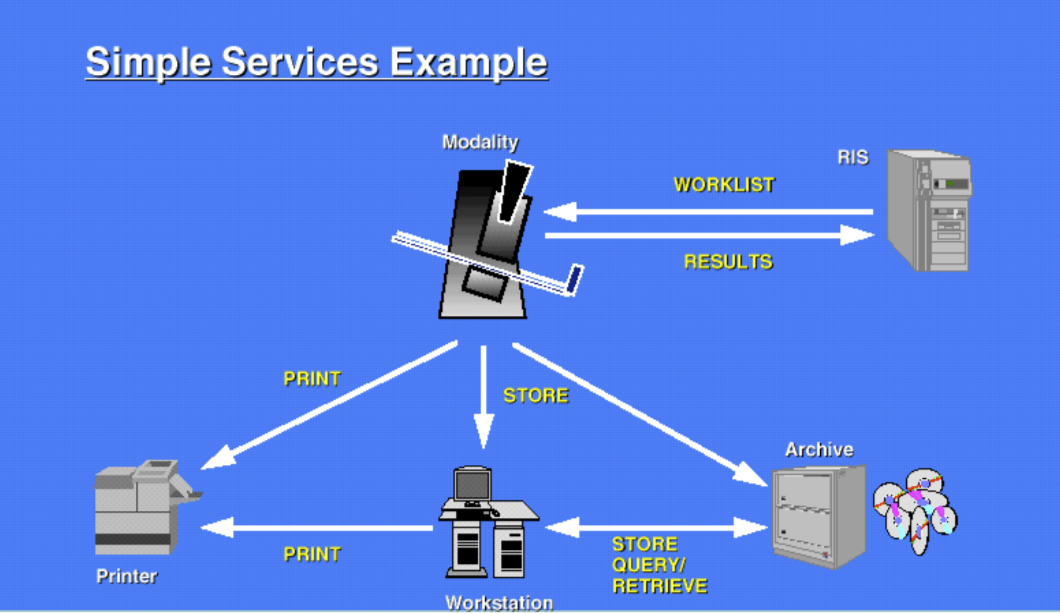 Simple Services Example
Modality
RIS
WORKLIST
RESULTS
PRINT
STORE
Archive
PRINT
STORE
QUERY/
RETRIEVE
Printer
Workstation